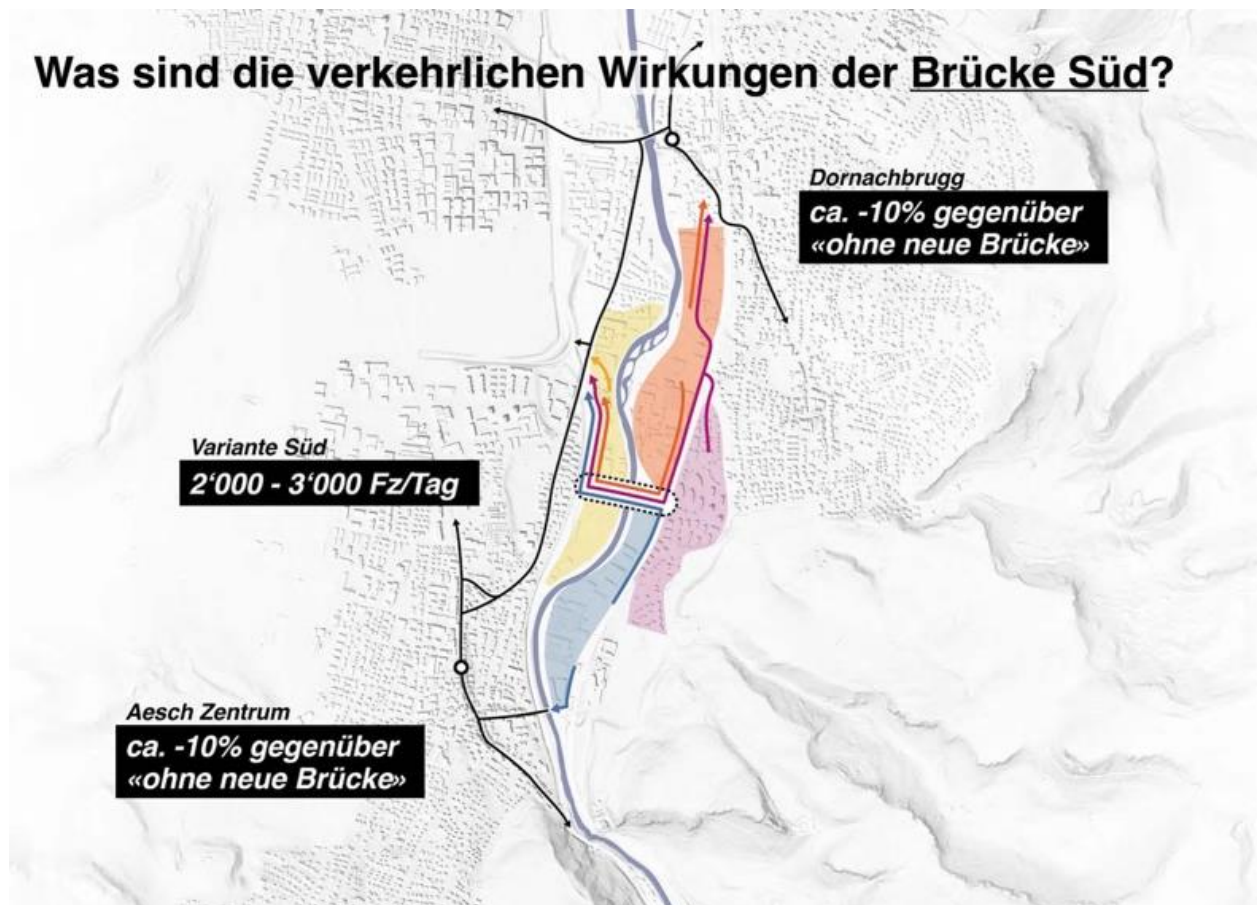 Was sind die verkehrlichen Wirkungen der Brücke Süd?
Dornachbrugg
ca. -10% gegenüber
«ohne neue Brücke»
Variante Süd
2‘000 - 3‘000 Fz/Tag
Aesch Zentrum
ca. -10% gegenüber
«ohne neue Brücke»